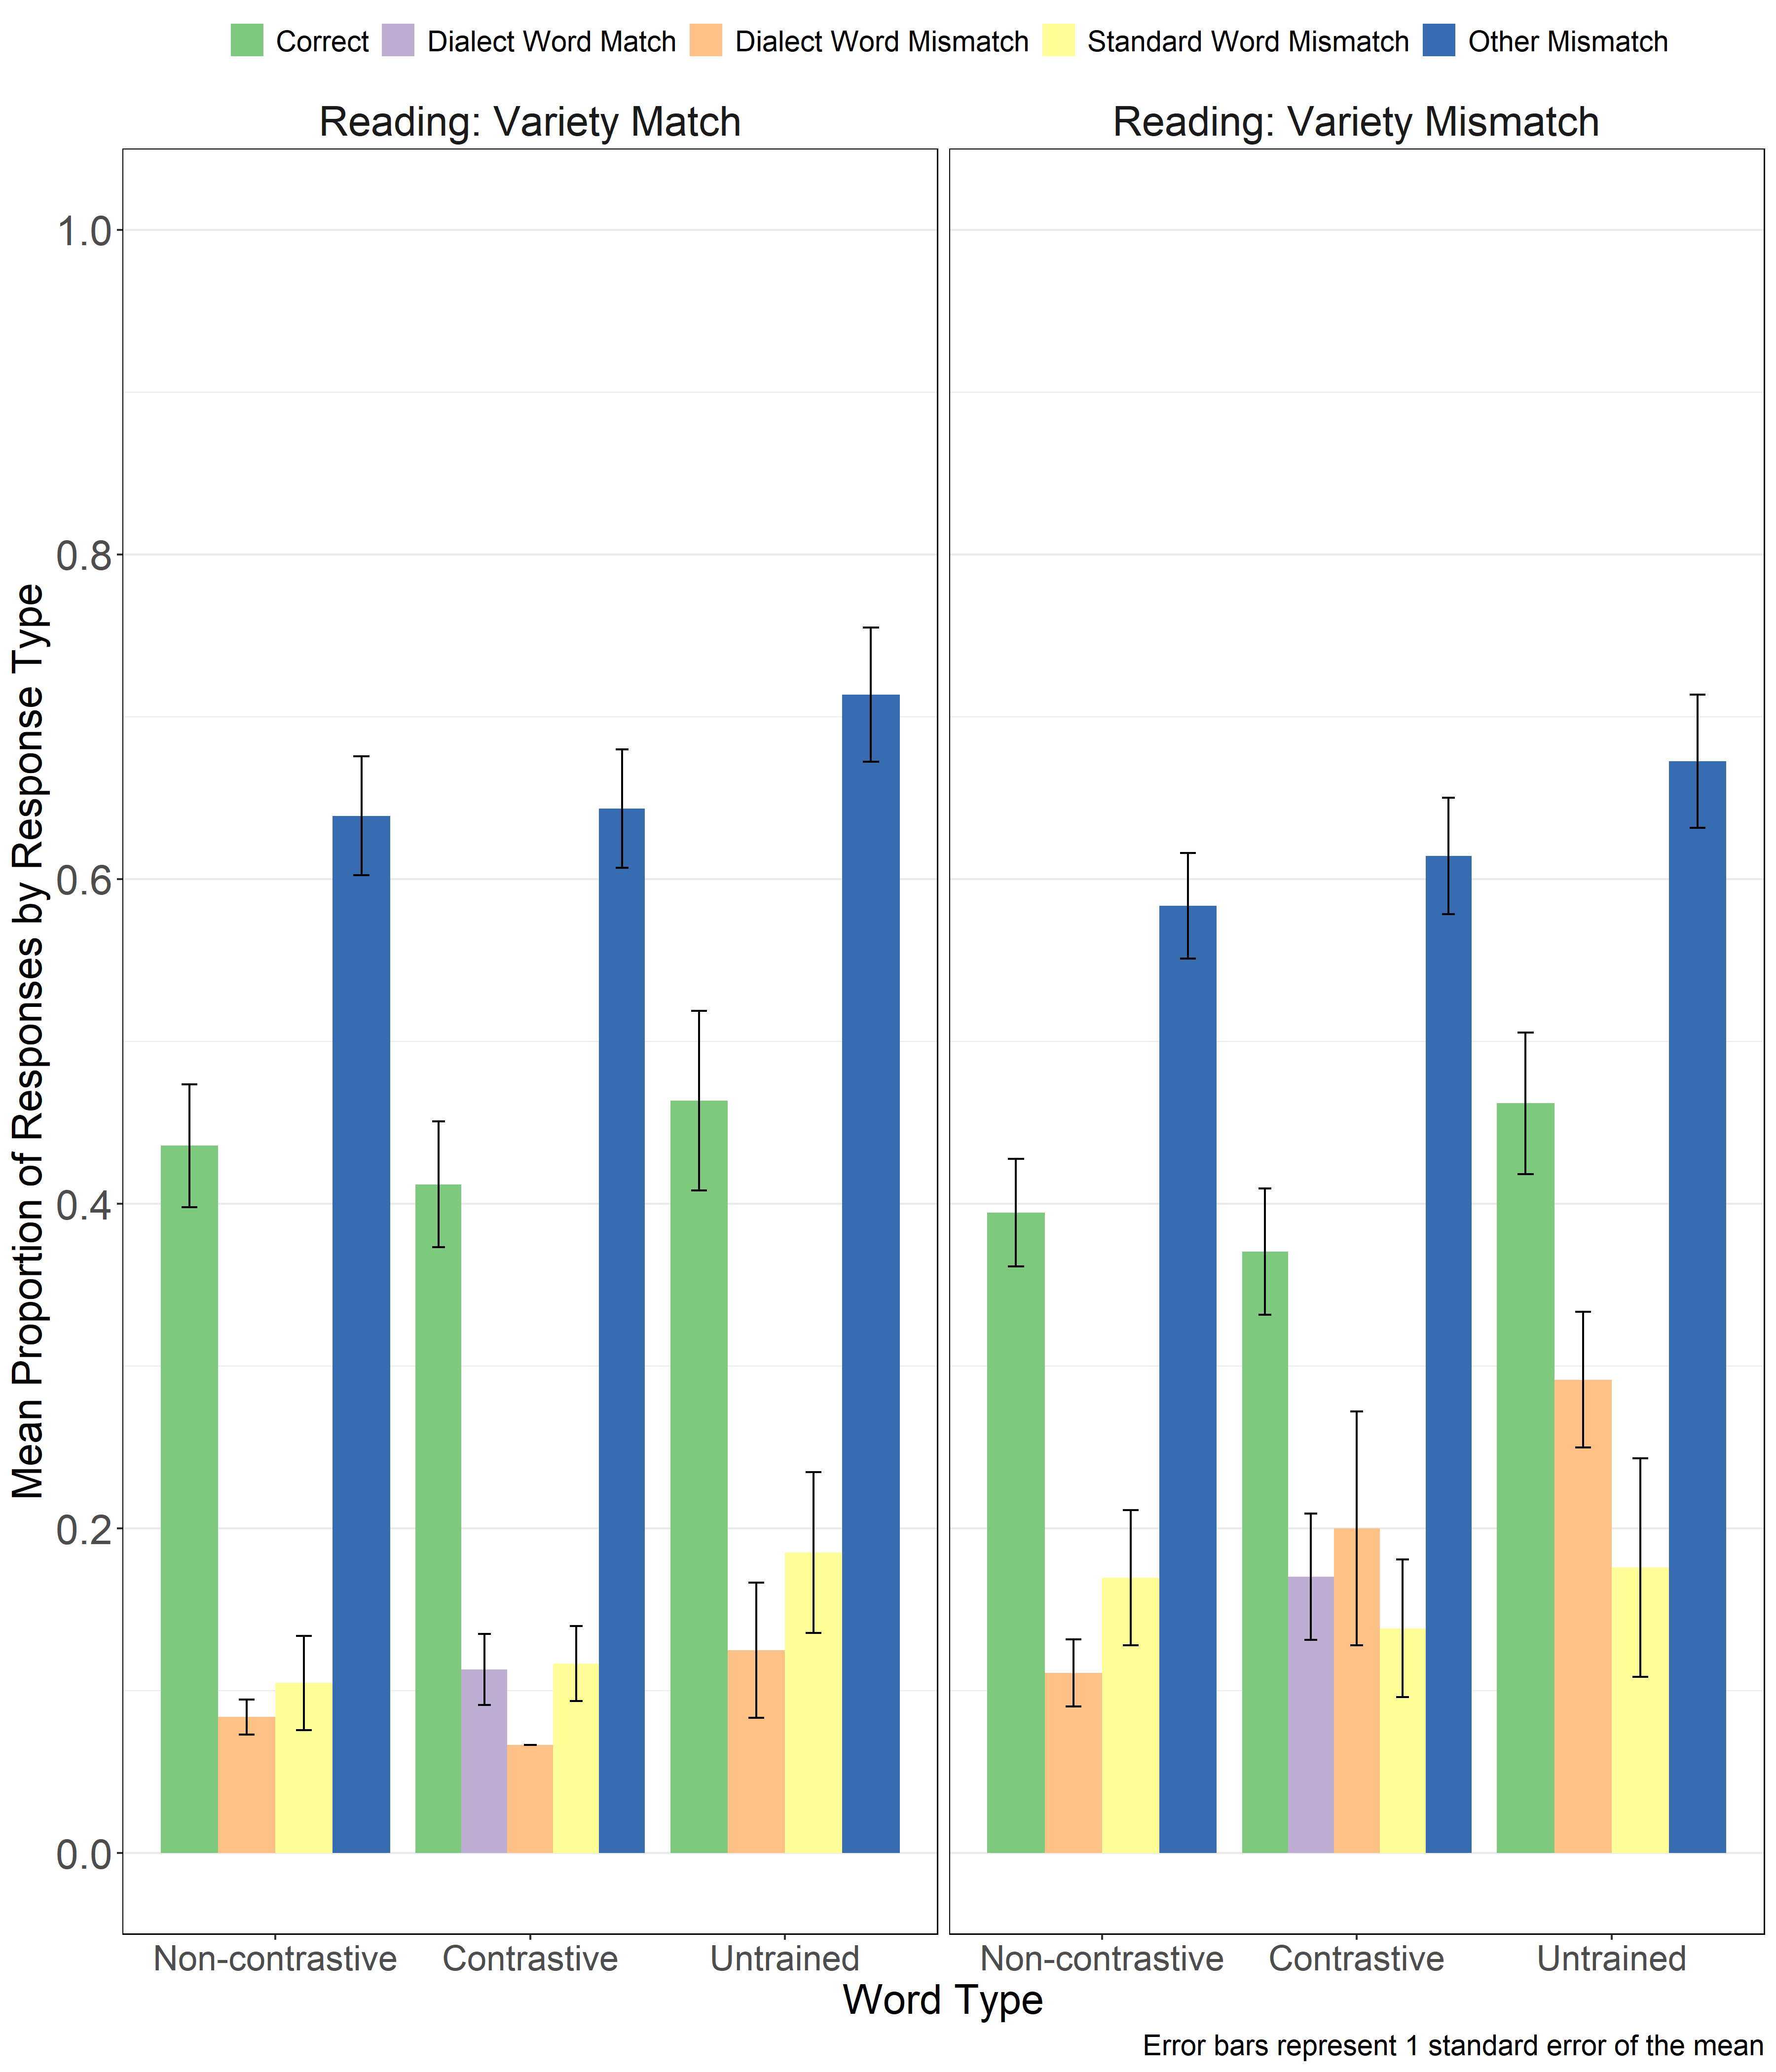 Correct Dialect Word Match Dialect Word Mismatch Standard Word Mismatch Other Mismatch
Reading: Variety Match
Reading: Variety Mismatch
Mean Proportion of Responses by Response Type
1.0
0.8
0.6
0.4
0.2
0.0
Non-contrastive Contrastive Untrained
Non-contrastive Contrastive Untrained
Word Type
Error bars represent 1 standard error of the mean